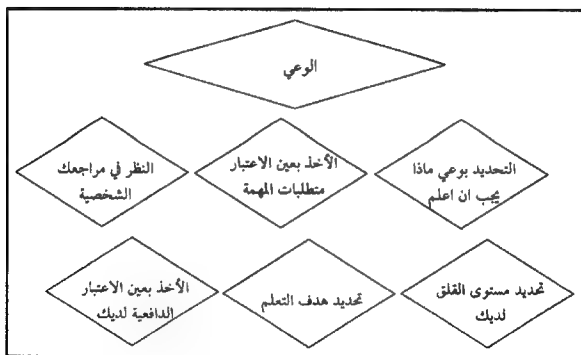 الوعي
التحديد بوعي ماذا
يجب ان اعلم
الأخذ بعين الاعتبار
متطلبات المهمة
النظر في مراجعك
الشخصية
تحديد مستوى القلق
لديك
تحديد هدف التعلم
الأخذ بعين الاعتبار
الدافعية لديك